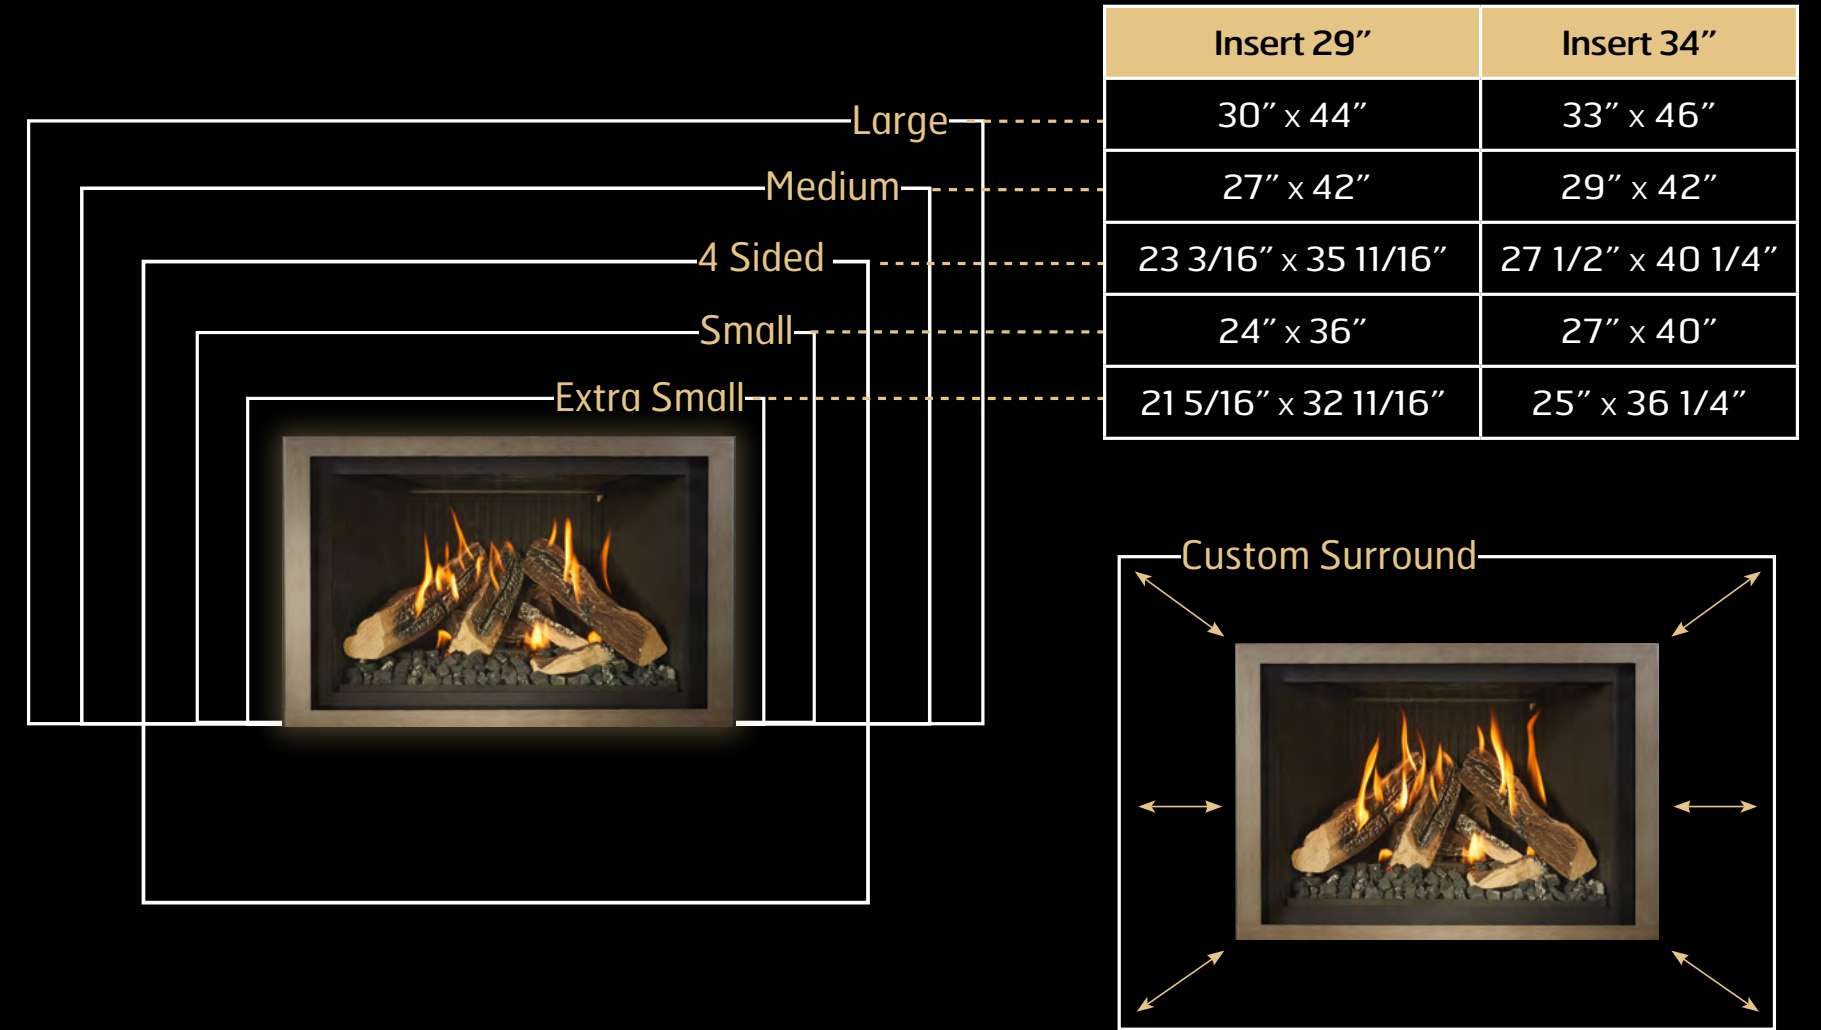 Insert 29” Insert 34”
Large 30” x 44” 33” x 46”
Medium 27” x 42” 29” x 42”
4 Sided 23 3/16” x 35 11/16” 27 1/2” x 40 1/4”
Small 24” x 36” 27” x 40”
Extra Small 21 5/16” x 32 11/16” 25” x 36 1/4”
Custom Surround